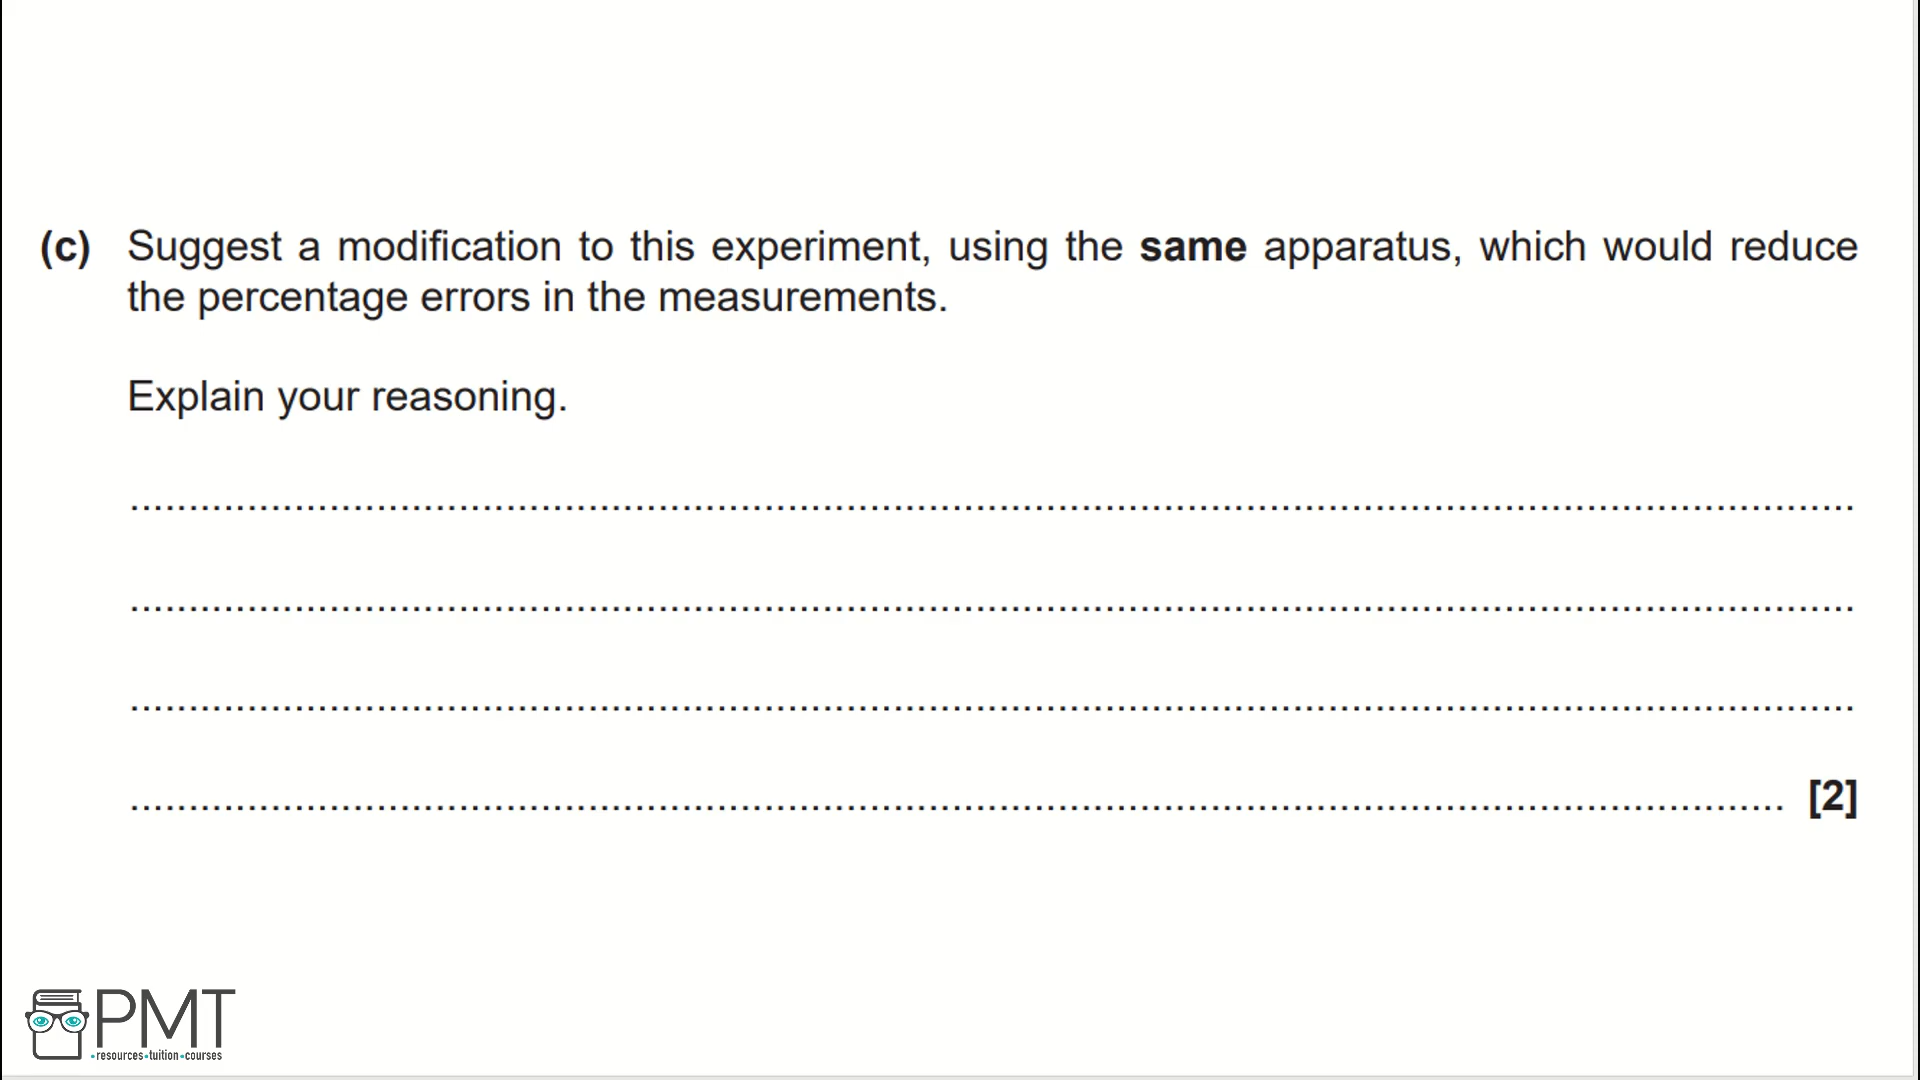 (c) Suggest a modification to this experiment, using the same apparatus, which would reduce
the percentage errors in the measurements.
Explain your reasoning.
....................................................................................................
....................................................................................................
....................................................................................................
.................................................................................................... [2]
PMT
•resources•tuition•courses